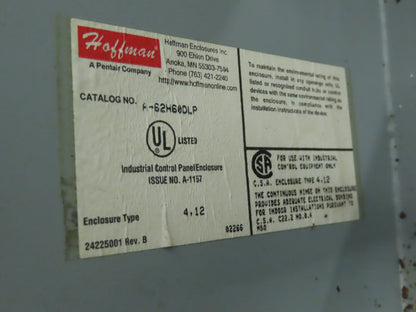 Hoffman
A Pentair Company
Hoffman Enclosures Inc.
900 Ehlen Drive
Anoka, MN 55303-7504
Phone (763) 421-2240
www.hoffmanonline.com
CATALOG NO. A-62H60DLP
UL
LISTED
Industrial Control Panel Enclosure
ISSUE NO. A-1157
Enclosure Type 4,12
02266
24225001 Rev. B
To maintain the environmental rating of this
enclosure, install in any openings only UL
listed or recognized conduit hubs or
devices with the same environmental rating as
the enclosure, in compliance with the
installation instructions of the device.
FOR USE WITH INDUSTRIAL
CONTROL EQUIPMENT ONLY
C.S.A. ENCLOSURE TYPE 4,12
THE CONTINUOUS HINGE ON THIS ENCLOSURE
PROVIDES ADEQUATE ELECTRICAL BONDING
FOR INDOOR INSTALLATIONS PURSUANT TO
C.S.A. C22.2 NO.0.4